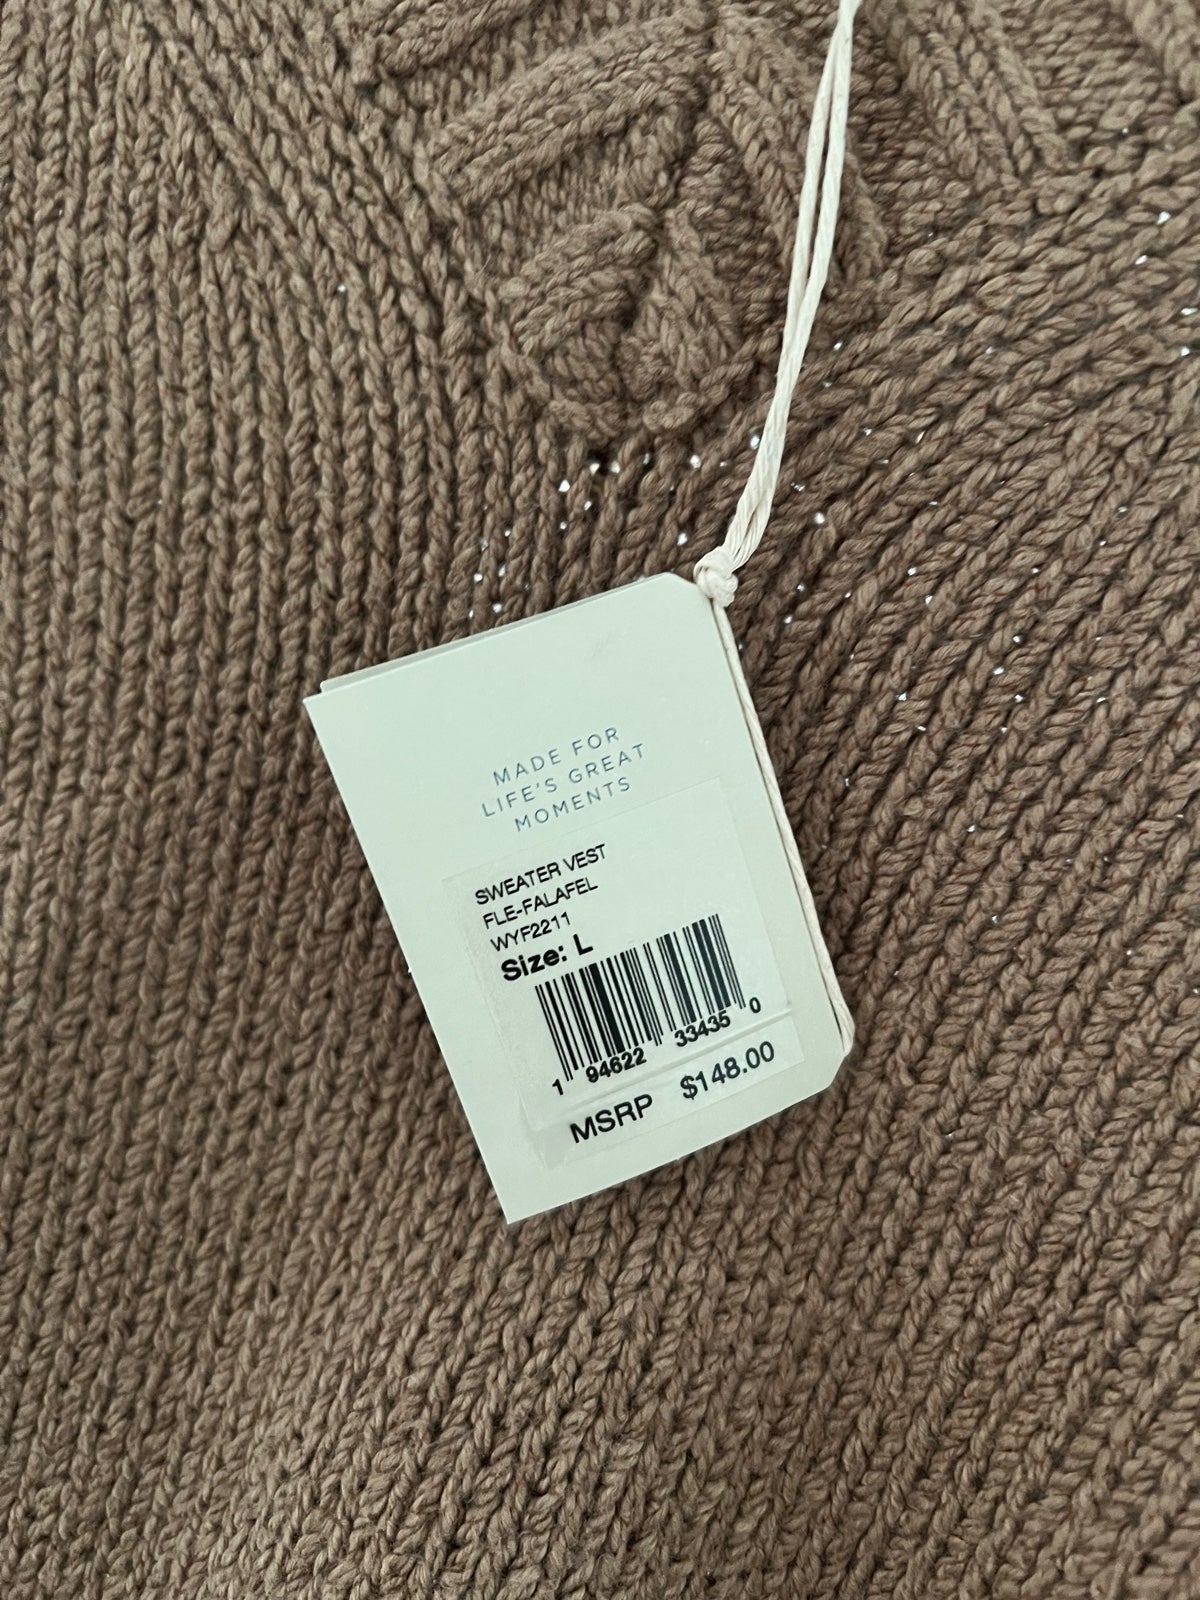 MADE FOR
LIFE'S GREAT
MOMENTS
SWEATER VEST
FLE-FALAFEL
WYF2211
Size: L
1 94622 33435 0
MSRP $148.00